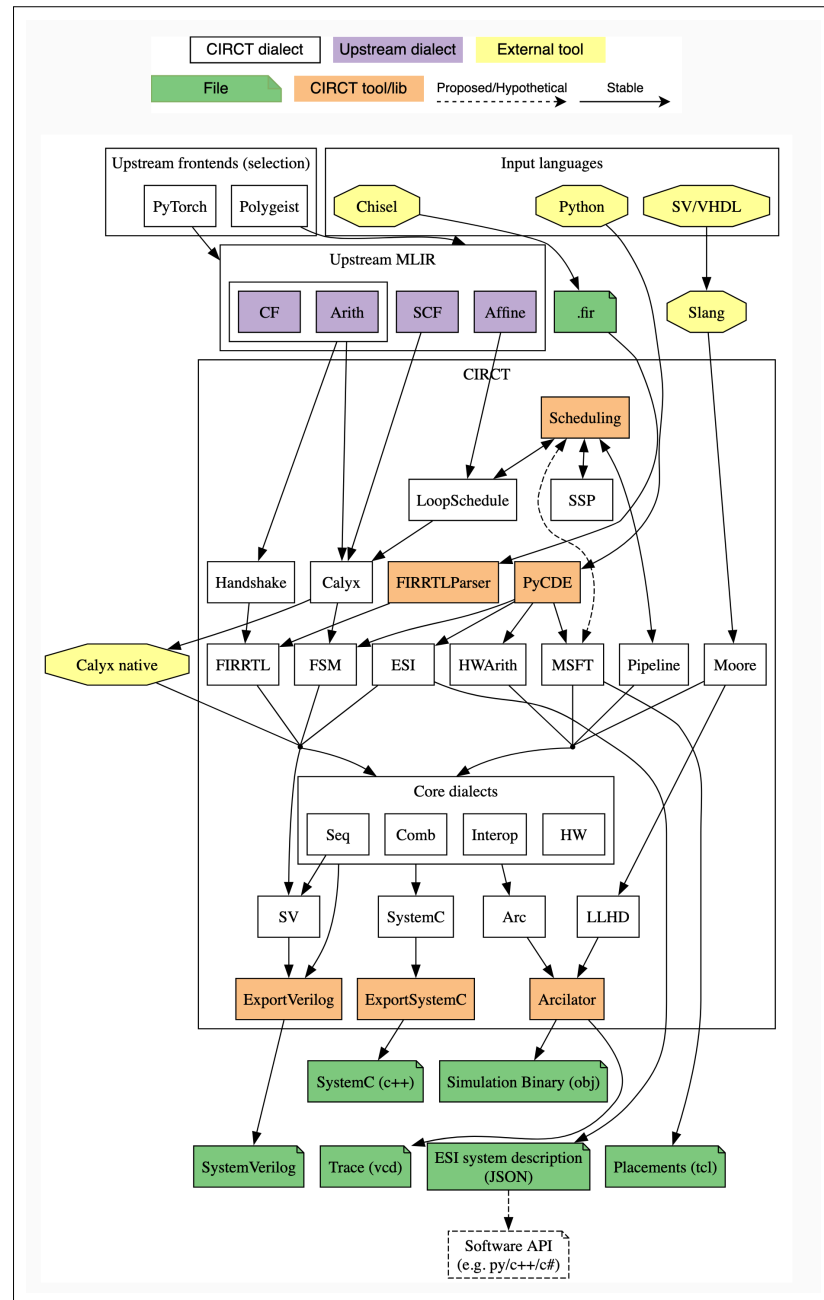 CIRCT dialect
Upstream dialect
External tool
File
CIRCT tool/lib
Proposed/Hypothetical
Stable
Upstream frontends (selection)
Input languages
PyTorch
Polygeist
Chisel
Python
SV/VHDL
Upstream MLIR
CF
Arith
SCF
Affine
.fir
Slang
CIRCT
Scheduling
LoopSchedule
SSP
Handshake
Calyx
FIRRTLParser
PyCDE
Calyx native
FIRRTL
FSM
ESI
HWArith
MSFT
Pipeline
Moore
Core dialects
Seq
Comb
Interop
HW
SV
SystemC
Arc
LLHD
ExportVerilog
ExportSystemC
Arcilator
SystemC (c++)
Simulation Binary (obj)
SystemVerilog
Trace (vcd)
ESI system description
(JSON)
Placements (tcl)
Software API
(e.g. py/c++/c#)